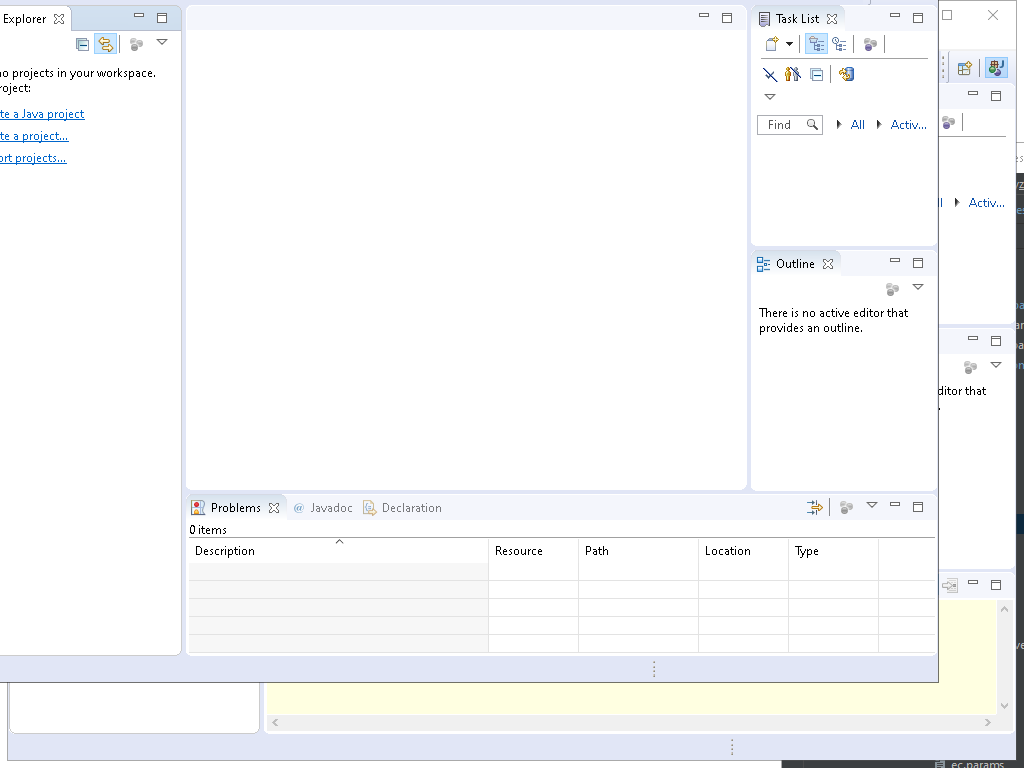 Explorer
no projects in your workspace.
roject:
te a Java project
te a project...
ort projects...
Task List
Find
All
Activ...
Activ...
Outline
There is no active editor that
provides an outline.
ditor that
Problems
@ Javadoc
Declaration
0 items
Description
Resource
Path
Location
Type
ec.params